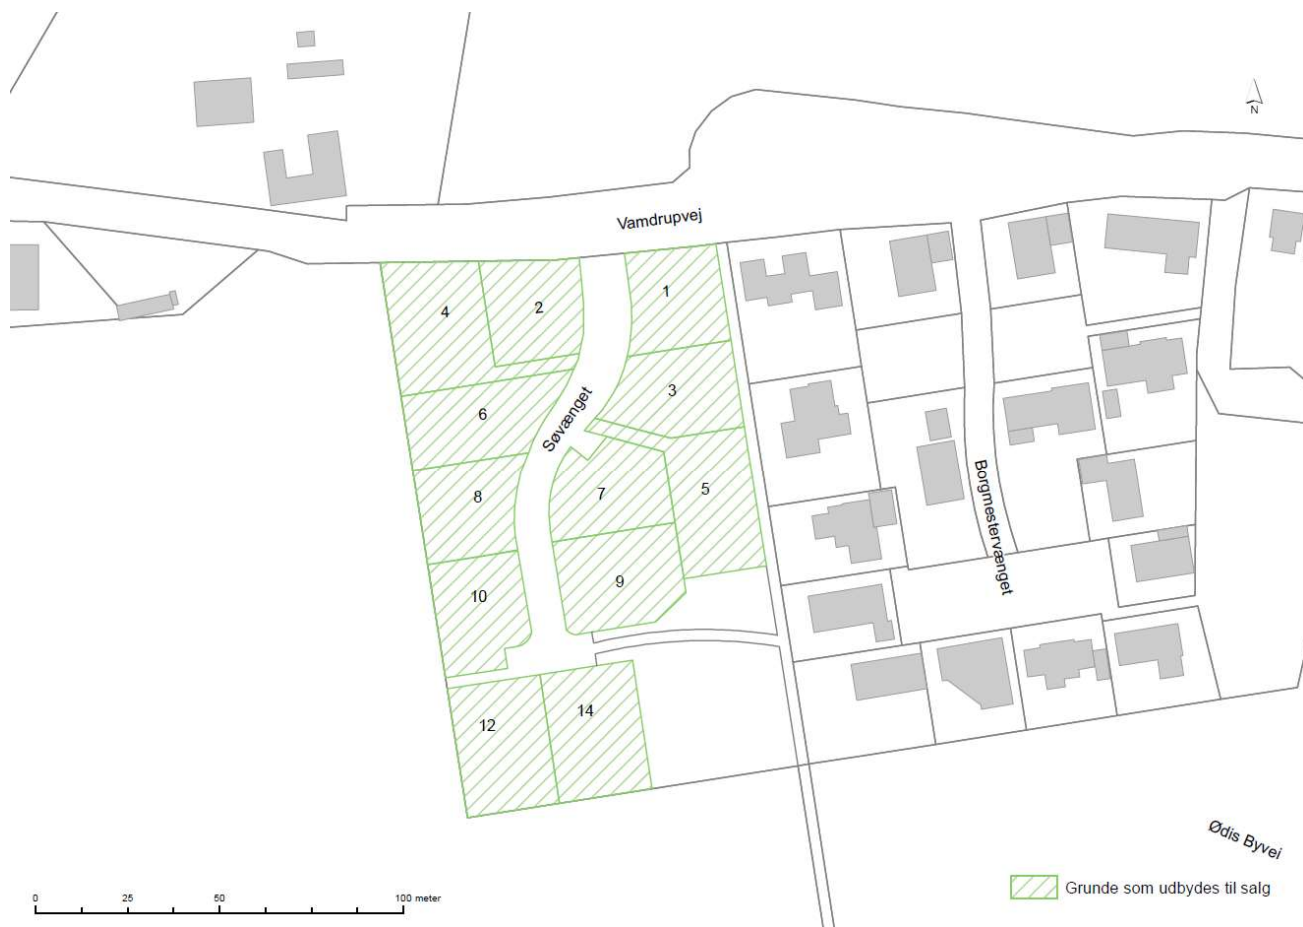 N
Vamdrupvej
1
4
2
3
6
Søvænget
8
7
5
Borgmestervænget
9
10
14
12
Ødis Byvej
Grunde som udbydes til salg
0 25 50 100 meter